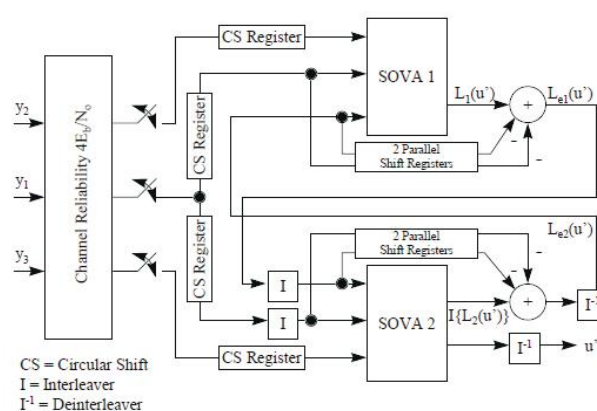 CS Register
SOVA 1
L1(u')
+
Le1(u')
y2
y1
y3
Channel Reliability 4Eb/No
CS Register
2 Parallel
Shift Registers
-
-
CS Register
Le2(u')
2 Parallel
Shift Registers
-
-
I
I
SOVA 2
I{L2(u')}
+
I-1
I-1
u'
CS Register
CS = Circular Shift
I = Interleaver
I-1 = Deinterleaver